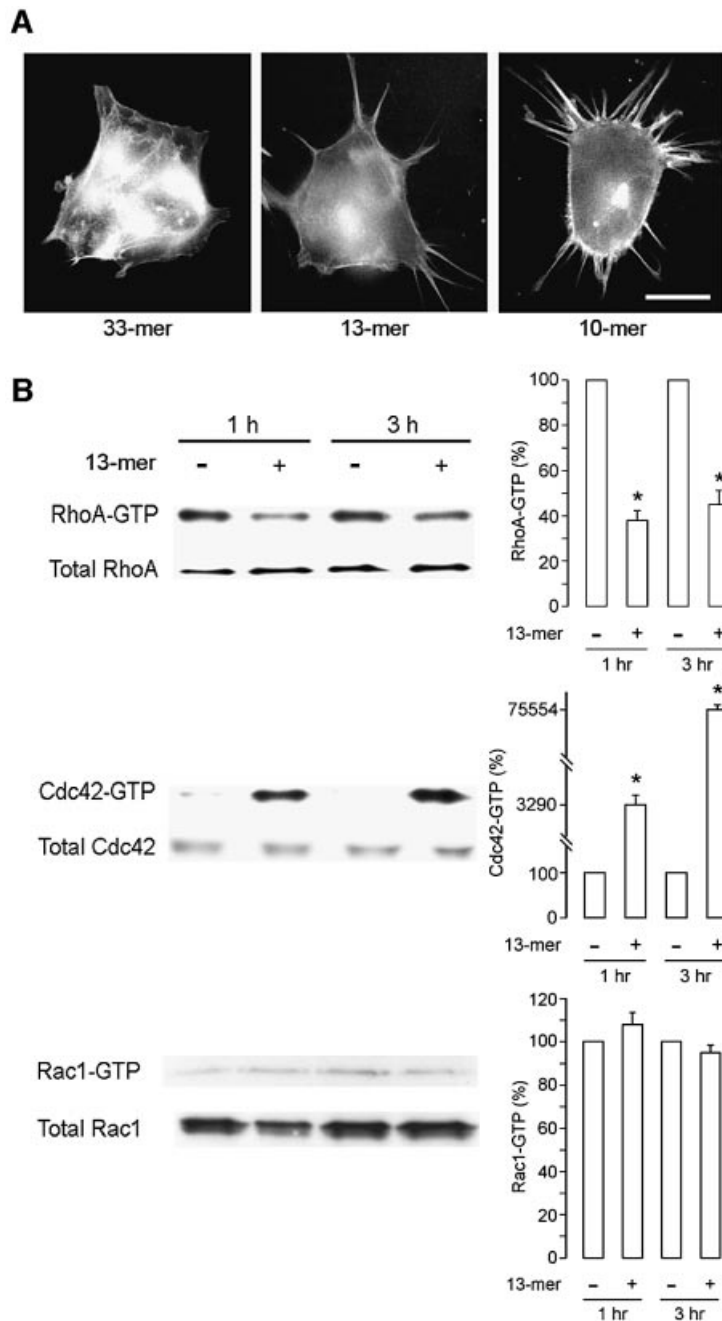 A
33-mer 13-mer 10-mer
B
1 h 3 h
13-mer - + - +
RhoA-GTP
Total RhoA
100
80
60
40
20
0
RhoA-GTP (%)
* *
13-mer - + - +
1 hr 3 hr
Cdc42-GTP
Total Cdc42
75554
3290
100
0
Cdc42-GTP (%)
* *
13-mer - + - +
1 hr 3 hr
Rac1-GTP
Total Rac1
120
100
80
60
40
20
0
Rac1-GTP (%)
13-mer - + - +
1 hr 3 hr